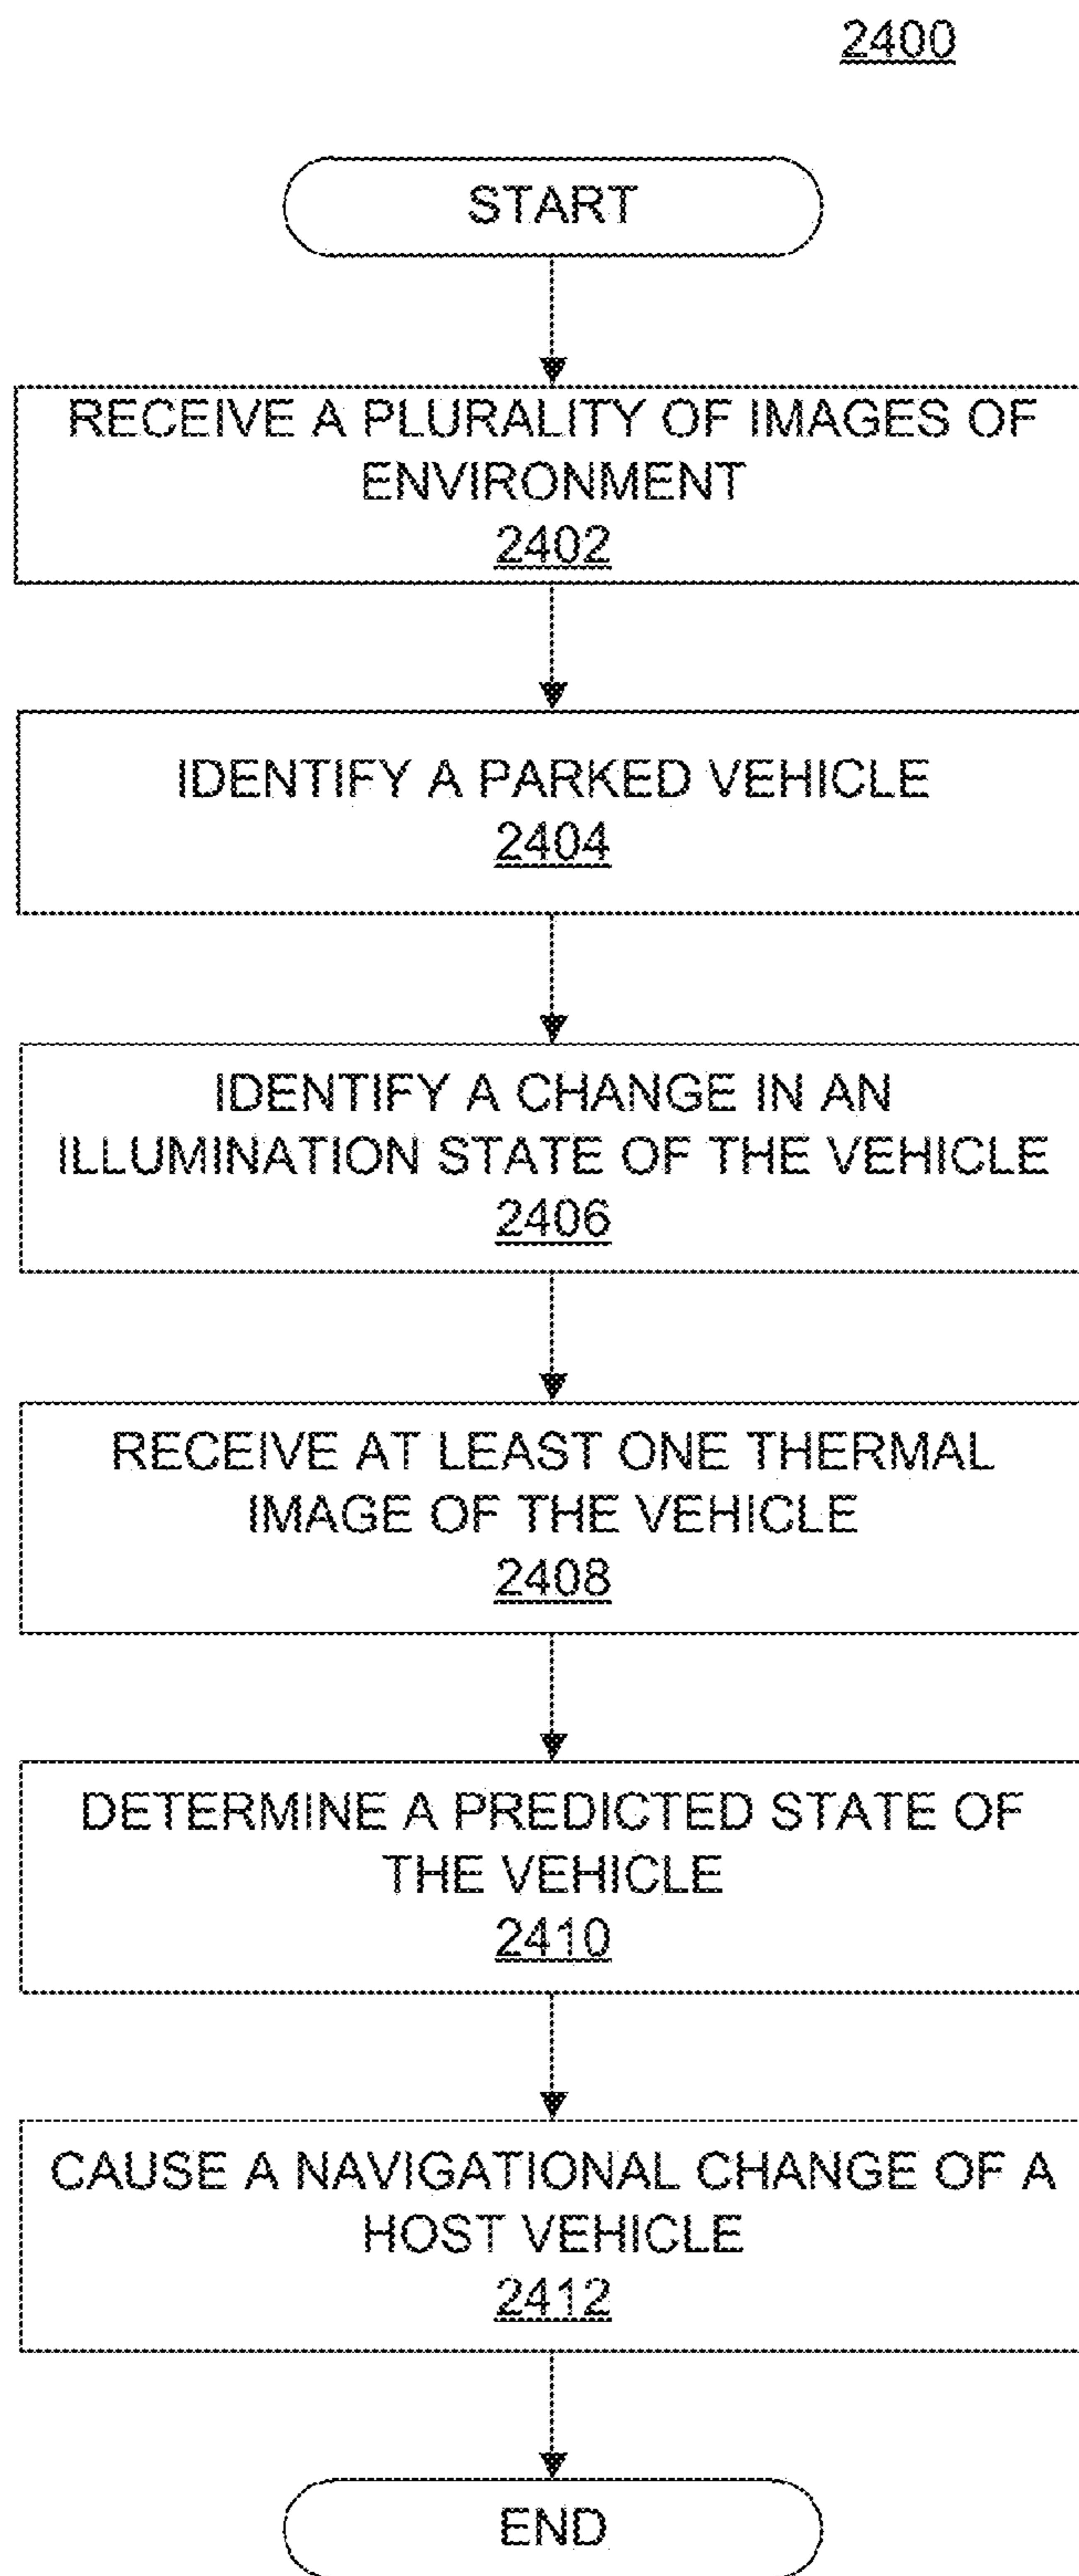 2400
START
RECEIVE A PLURALITY OF IMAGES OF
ENVIRONMENT
2402
IDENTIFY A PARKED VEHICLE
2404
IDENTIFY A CHANGE IN AN
ILLUMINATION STATE OF THE VEHICLE
2406
RECEIVE AT LEAST ONE THERMAL
IMAGE OF THE VEHICLE
2408
DETERMINE A PREDICTED STATE OF
THE VEHICLE
2410
CAUSE A NAVIGATIONAL CHANGE OF A
HOST VEHICLE
2412
END